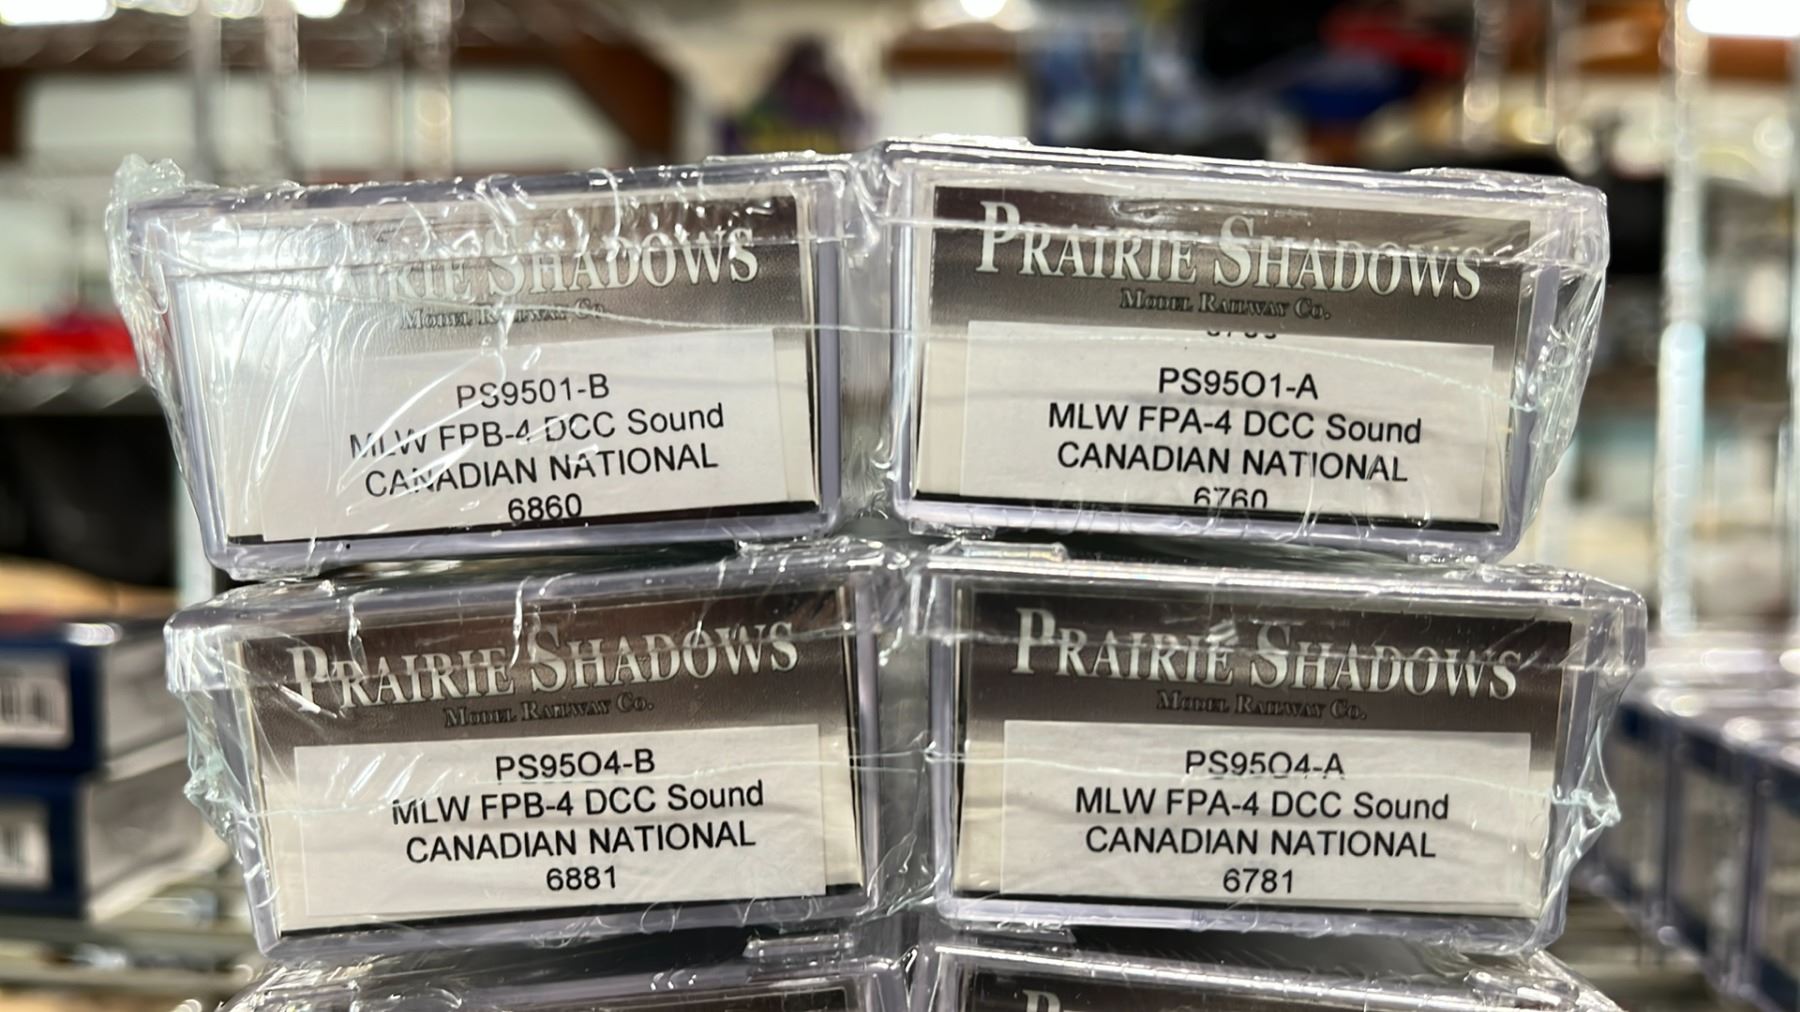 PRAIRIE SHADOWS
MODEL RAILWAY CO.
PS9501-B
MLW FPB-4 DCC Sound
CANADIAN NATIONAL
6860
PRAIRIE SHADOWS
MODEL RAILWAY CO.
PS95O1-A
MLW FPA-4 DCC Sound
CANADIAN NATIONAL
6760
PRAIRIE SHADOWS
MODEL RAILWAY CO.
PS95O4-B
MLW FPB-4 DCC Sound
CANADIAN NATIONAL
6881
PRAIRIE SHADOWS
MODEL RAILWAY CO.
PS95O4-A
MLW FPA-4 DCC Sound
CANADIAN NATIONAL
6781